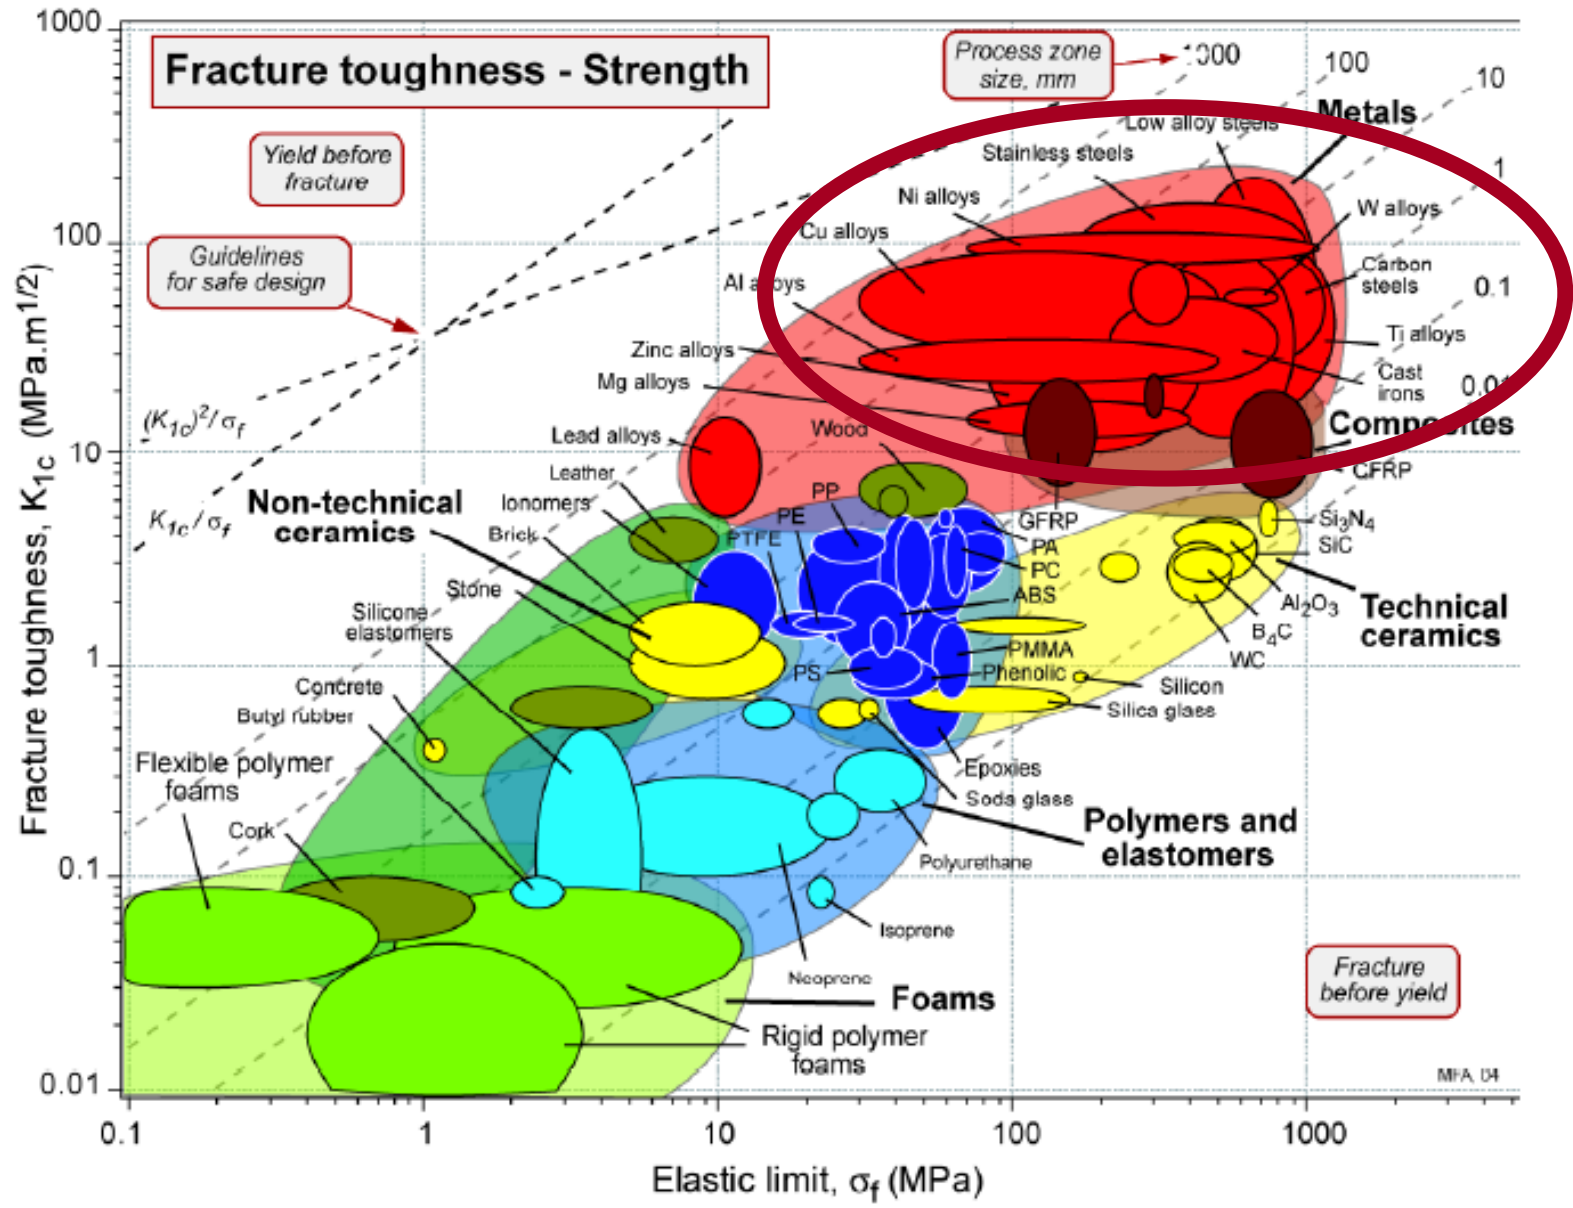 Fracture toughness - Strength
Process zone
size, mm
1000
100
10
1
0.1
Yield before
fracture
Guidelines
for safe design
(K1c)²/σf
K1c/σf
Metals
Low alloy steels
Stainless steels
Ni alloys
W alloys
Cu alloys
Carbon
steels
Al alloys
Ti alloys
Zinc alloys
Cast
irons
Mg alloys
0.01
Composites
Wood
Lead alloys
CFRP
Leather
Non-technical
ceramics
Ionomers
PP
PE
GFRP
Si3N4
Brick
PTFE
PA
SiC
PC
Stone
ABS
Al2O3
Technical
ceramics
Silicone
elastomers
B4C
PMMA
WC
PS
Phenolic
Concrete
Silicon
Butyl rubber
Silica glass
Flexible polymer
foams
Epoxies
Soda glass
Cork
Polymers and
elastomers
Polyurethane
Isoprene
Neoprene
Foams
Fracture
before yield
Rigid polymer
foams
MFA, 04
1000
100
10
1
0.1
0.01
Fracture toughness, K1c (MPa.m1/2)
0.1
1
10
100
1000
Elastic limit, σf (MPa)